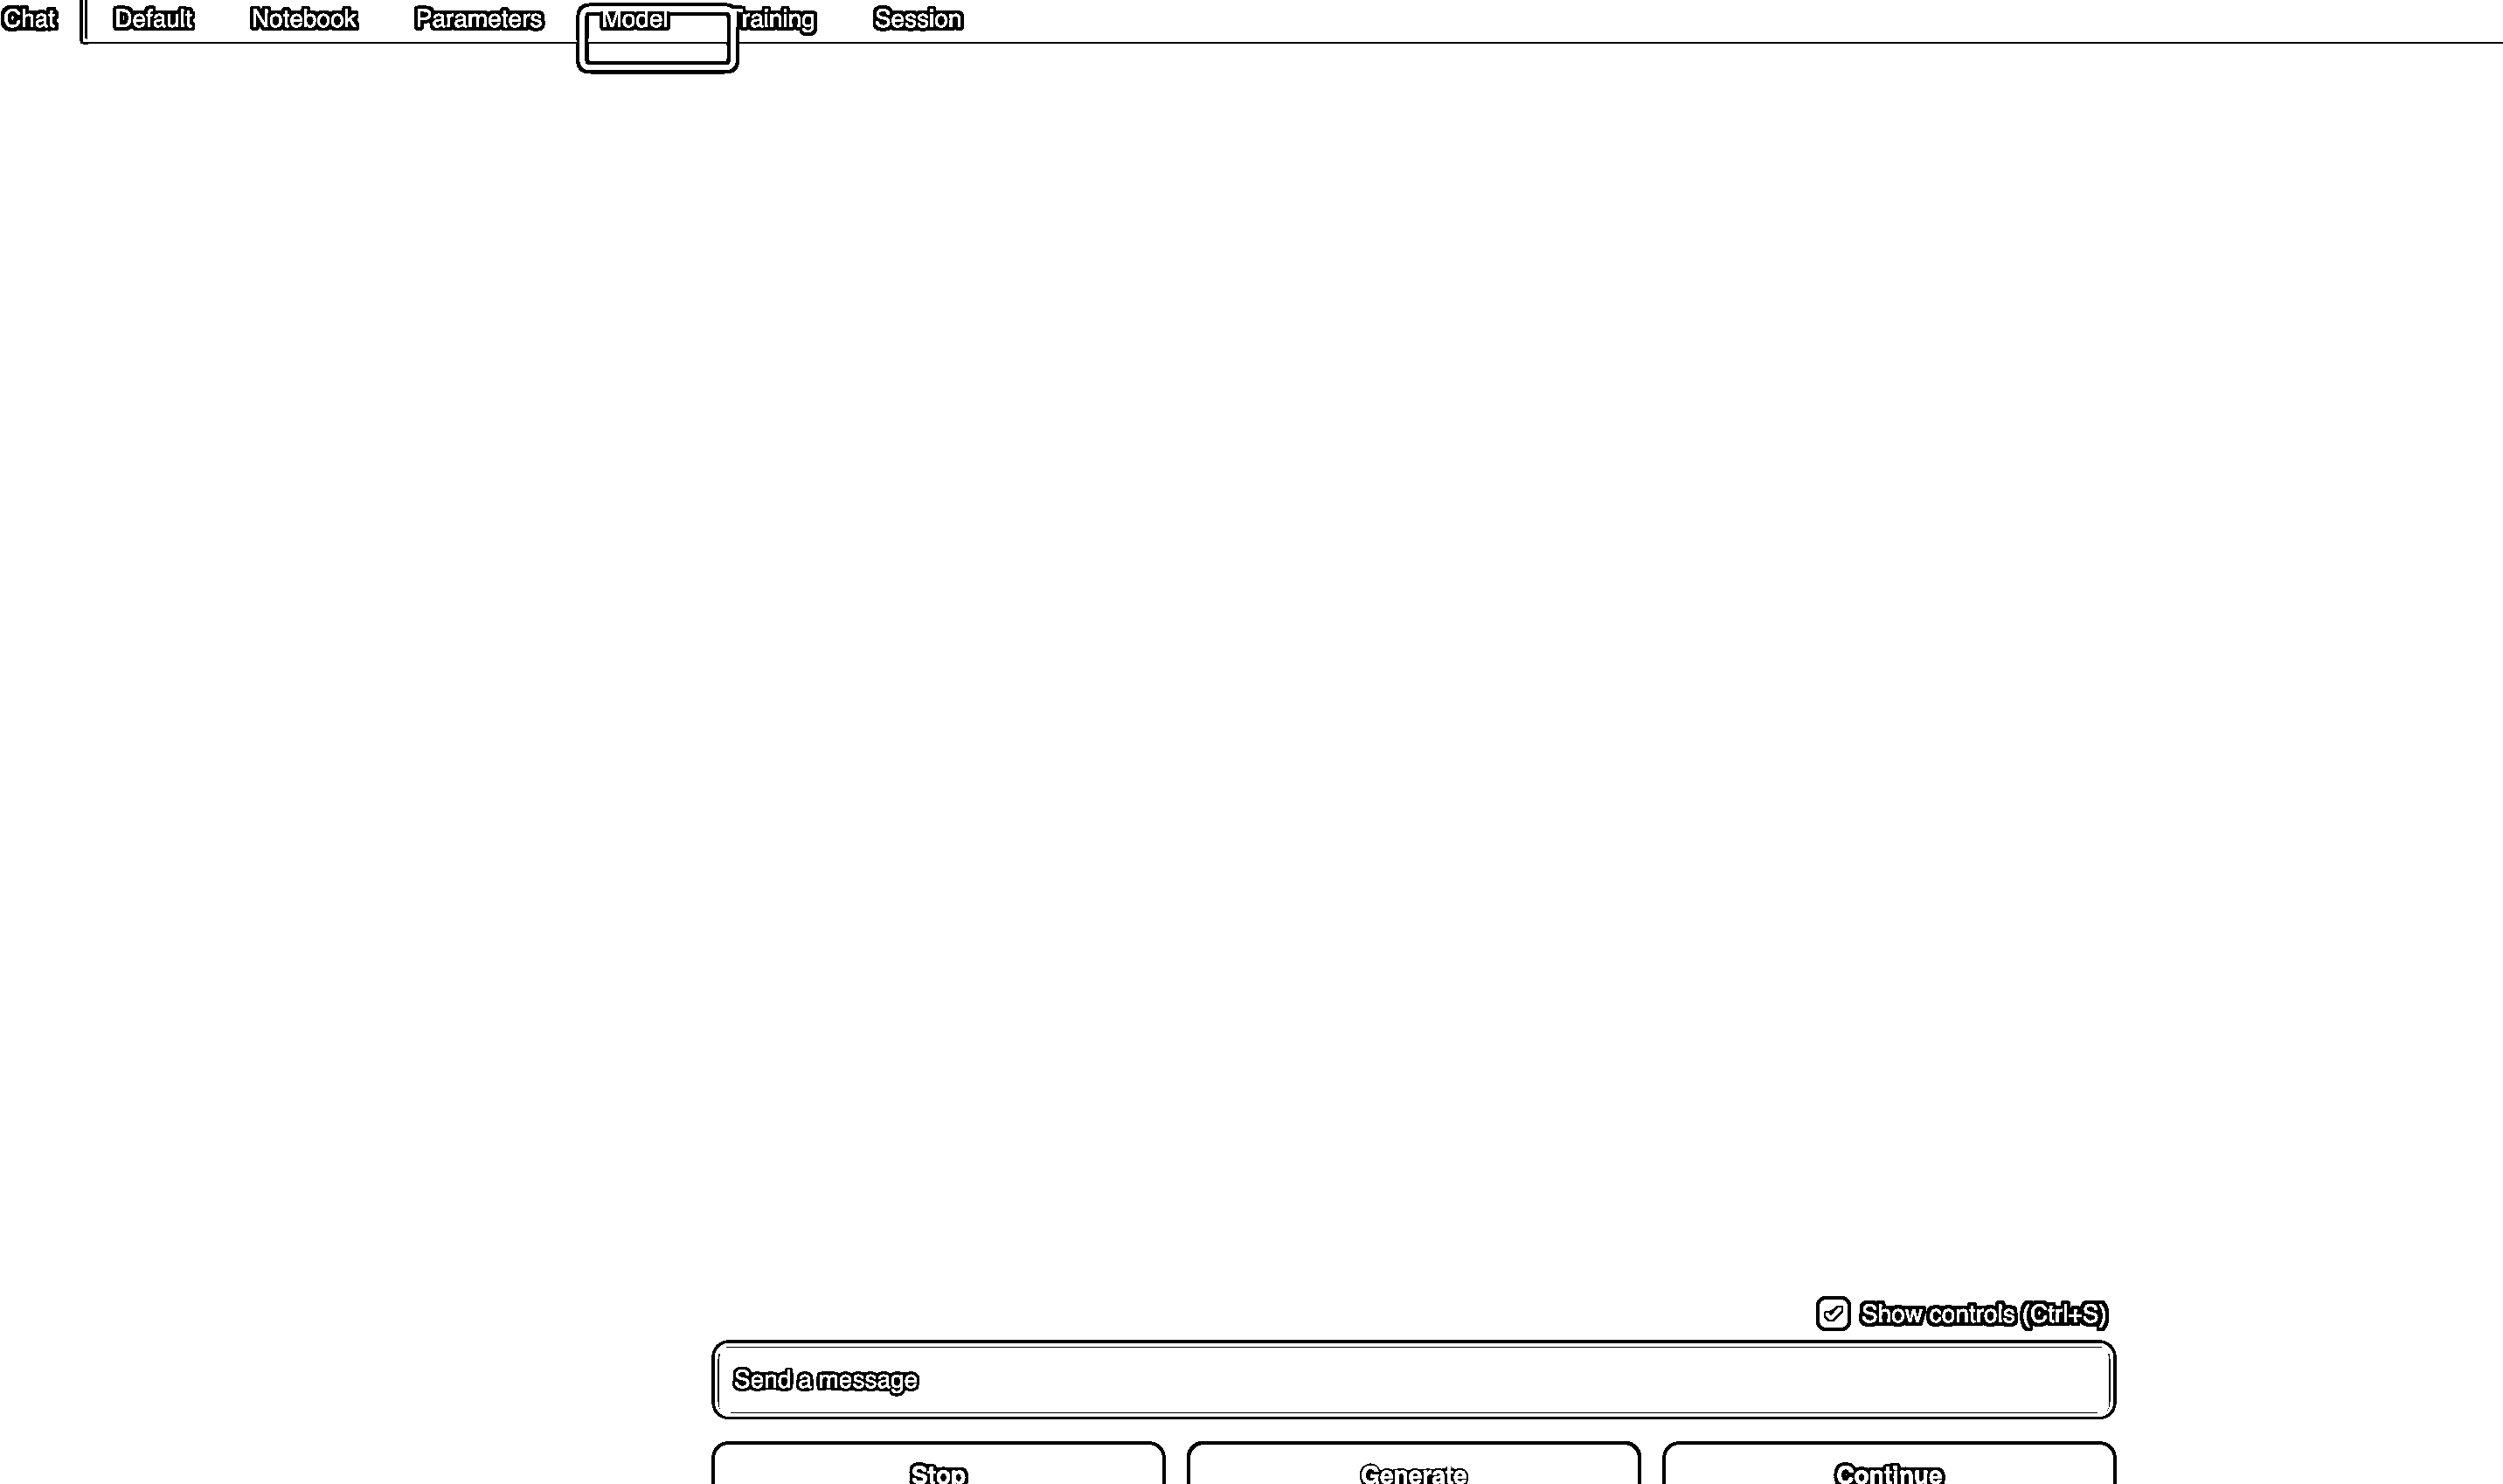 Chat Default Notebook Parameters Model Training Session
Show controls (Ctrl+S)
Send a message
Stop Generate Continue